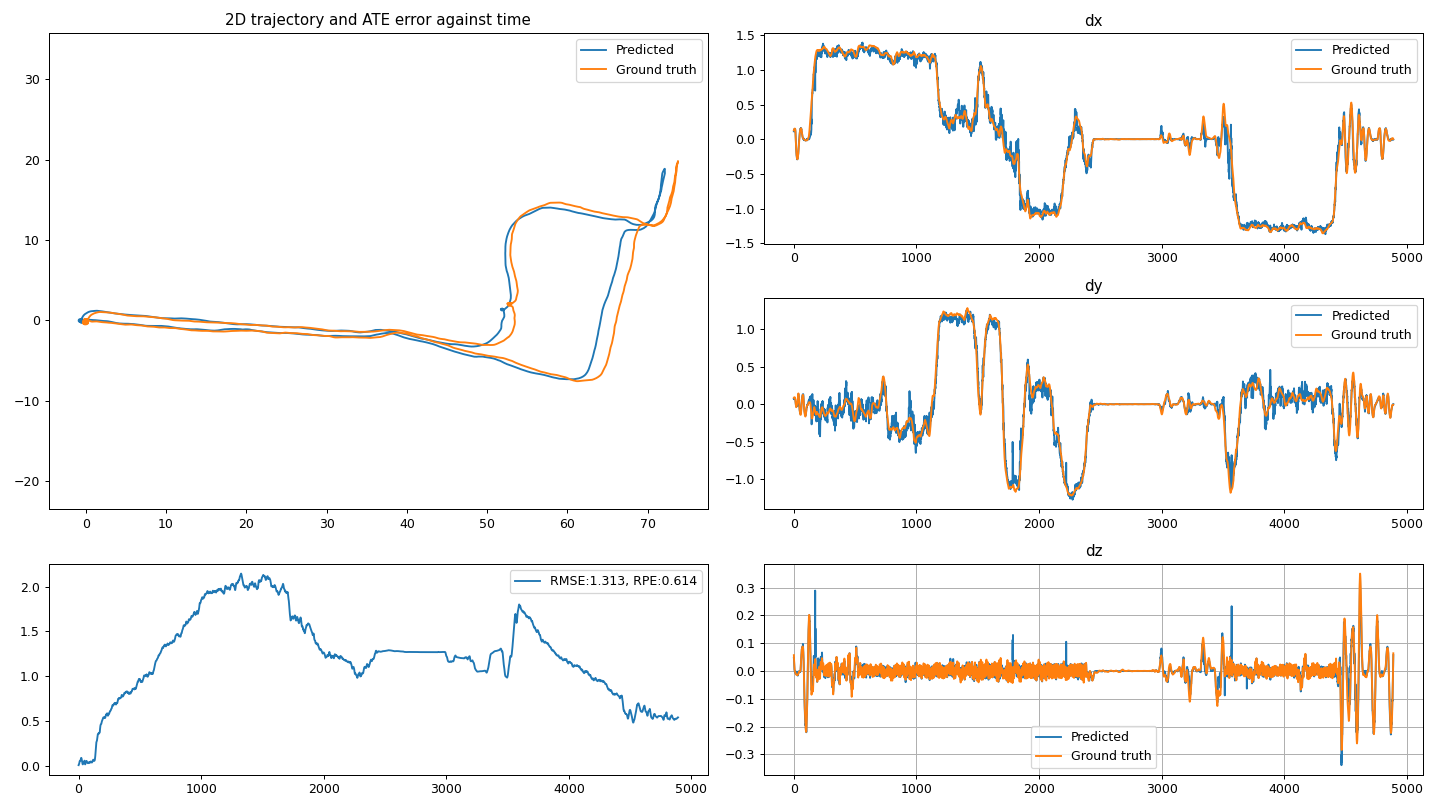 2D trajectory and ATE error against time
Predicted
Ground truth
30
20
10
0
−10
−20
0 10 20 30 40 50 60 70
RMSE:1.313, RPE:0.614
2.0
1.5
1.0
0.5
0.0
0 1000 2000 3000 4000 5000
dx
Predicted
Ground truth
1.5
1.0
0.5
0.0
−0.5
−1.0
−1.5
0 1000 2000 3000 4000 5000
dy
Predicted
Ground truth
1.0
0.5
0.0
−0.5
−1.0
0 1000 2000 3000 4000 5000
dz
0.3
0.2
0.1
0.0
−0.1
−0.2
−0.3
Predicted
Ground truth
0 1000 2000 3000 4000 5000